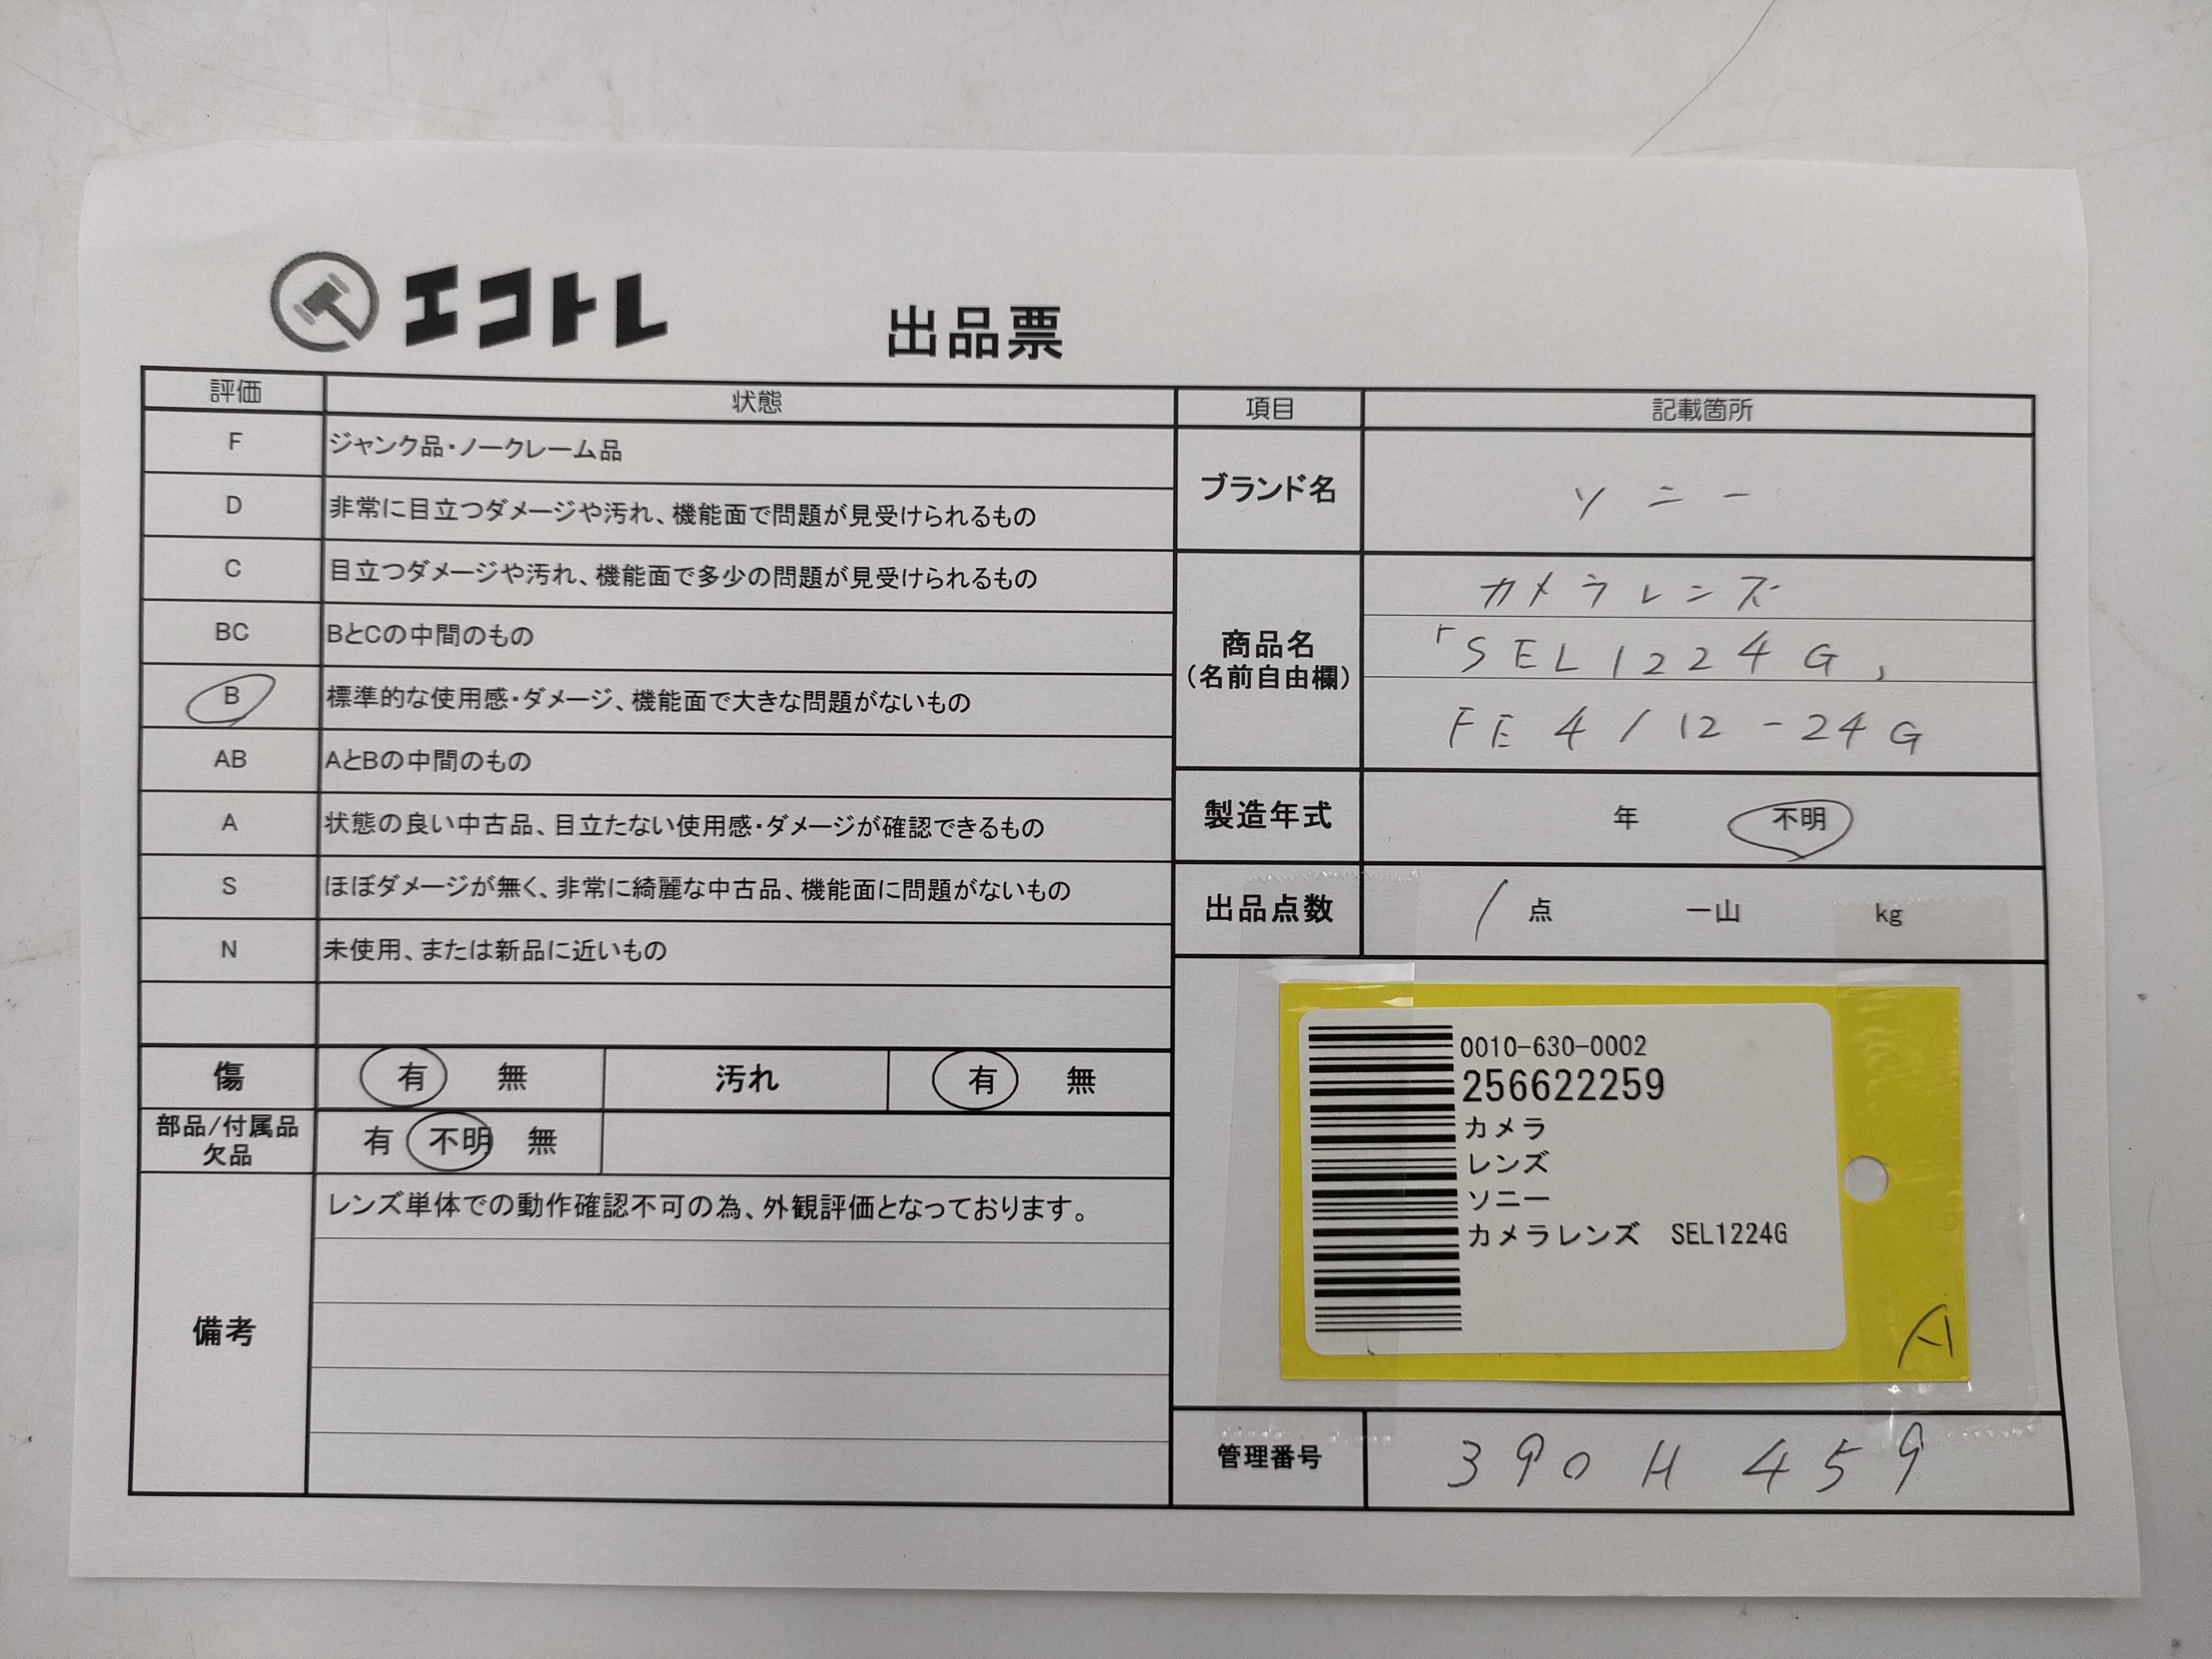 エコトレ
出品票
評価 状態
F ジャンク品・ノークレーム品
D 非常に目立つダメージや汚れ、機能面で問題が見受けられるもの
C 目立つダメージや汚れ、機能面で多少の問題が見受けられるもの
BC BとCの中間のもの
B 標準的な使用感・ダメージ、機能面で大きな問題がないもの
AB AとBの中間のもの
A 状態の良い中古品、目立たない使用感・ダメージが確認できるもの
S ほぼダメージが無く、非常に綺麗な中古品、機能面に問題がないもの
N 未使用、または新品に近いもの
傷 有 無 汚れ 有 無
部品/付属品
欠品
有 不明 無
備考
レンズ単体での動作確認不可の為、外観評価となっております。
項目 記載箇所
ブランド名 ソニー
商品名
(名前自由欄)
カメラレンズ
「SEL1224G」
FE 4/12-24G
製造年式 年 不明
出品点数 1 点 一山 kg
0010-630-0002
256622259
カメラ
レンズ
ソニー
カメラレンズ SEL1224G
A
管理番号 390H459